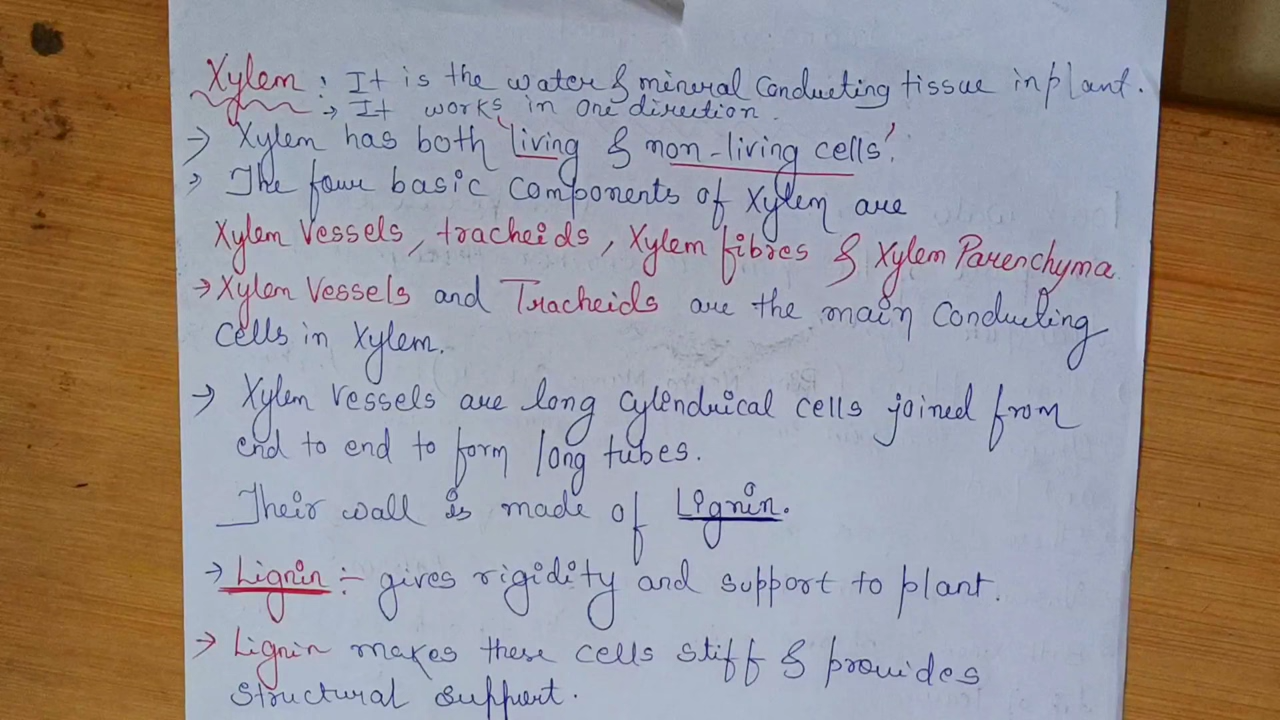 Xylem : It is the water & mineral conducting tissue in plant.
→ It works in one direction.
→ Xylem has both 'living & non-living cells'.
→ The four basic components of Xylem are
Xylem Vessels, tracheids, Xylem fibres & Xylem Parenchyma
→ Xylem Vessels and Tracheids are the main conducting
cells in Xylem.
→ Xylem Vessels are long cylendrical cells joined from
end to end to form long tubes.
Their wall is made of Lignin.
→ Lignin :- gives rigidity and support to plant.
→ Lignin makes these cells stiff & provides
structural support.